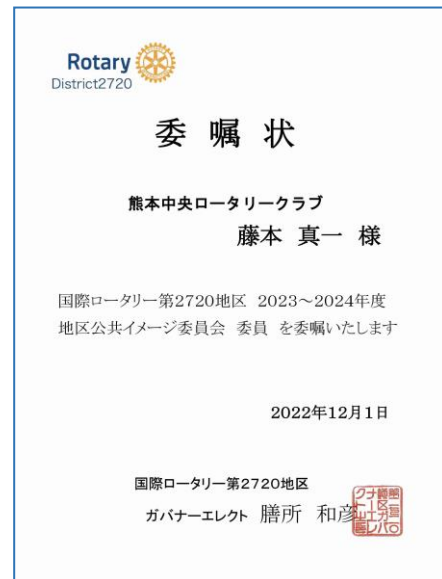 Rotary
District2720
委 嘱 状
熊本中央ロータリークラブ
藤本 真一 様
国際ロータリー第2720地区 2023～2024年度
地区公共イメージ委員会 委員 を委嘱いたします
2022年12月1日
国際ロータリー第2720地区
ガバナーエレクト 膳所 和彦